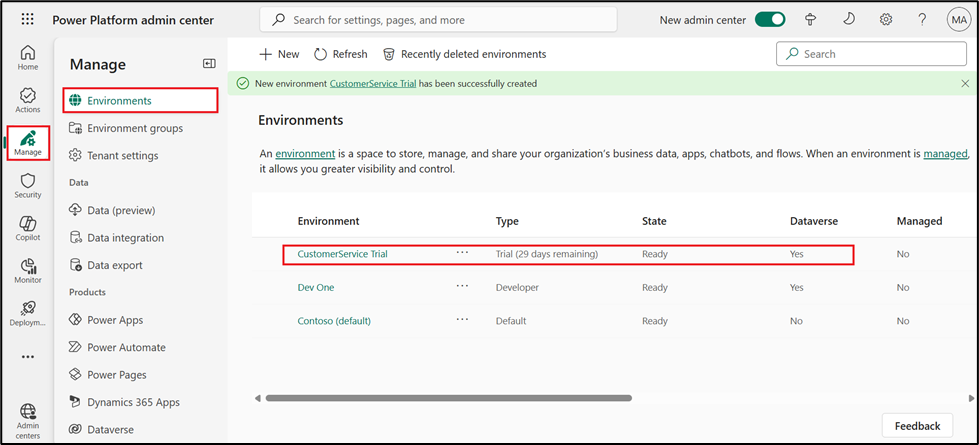 Power Platform admin center
Search for settings, pages, and more
New admin center
MA
Home
Actions
Manage
Security
Copilot
Monitor
Deploym...
Admin
centers
Manage
Environments
Environment groups
Tenant settings
Data
Data (preview)
Data integration
Data export
Products
Power Apps
Power Automate
Power Pages
Dynamics 365 Apps
Dataverse
New
Refresh
Recently deleted environments
Search
New environment CustomerService Trial has been successfully created
Environments
An environment is a space to store, manage, and share your organization's business data, apps, chatbots, and flows. When an environment is managed,
it allows you greater visibility and control.
Environment Type State Dataverse Managed
CustomerService Trial ... Trial (29 days remaining) Ready Yes No
Dev One ... Developer Ready Yes No
Contoso (default) ... Default Ready No No
Feedback